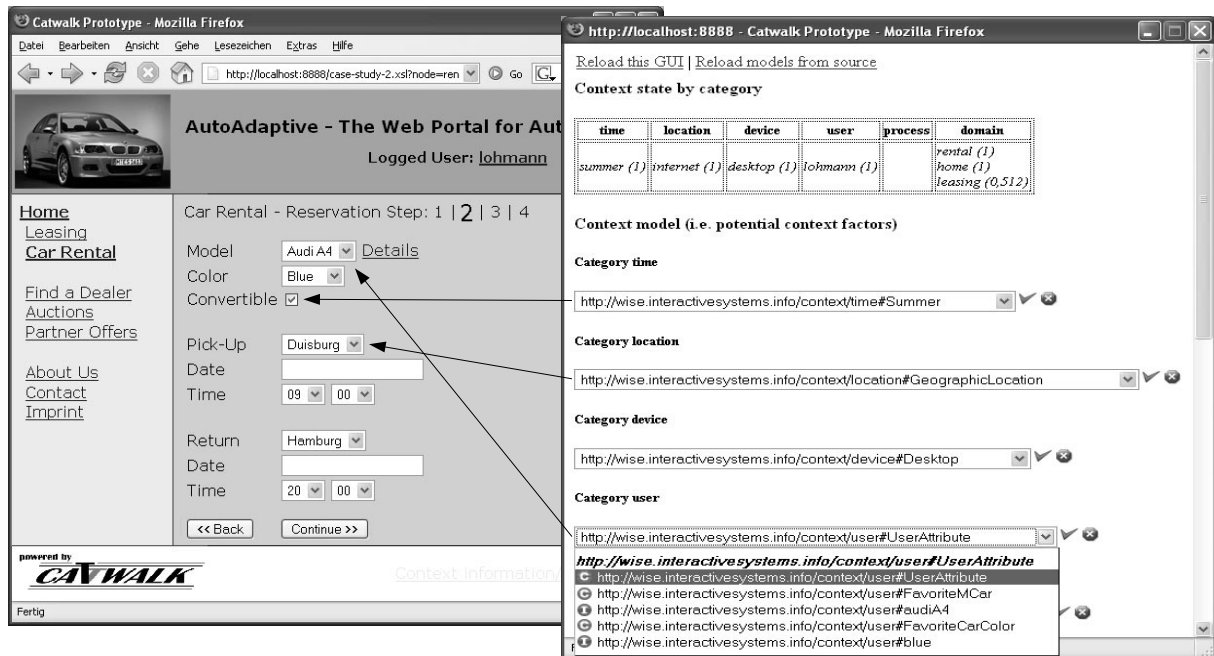 Catwalk Prototype - Mozilla Firefox
Datei Bearbeiten Ansicht Gehe Lesezeichen Extras Hilfe
http://localhost:8888/case-study-2.xsl?node=ren Go G
AutoAdaptive - The Web Portal for Aut
Logged User: lohmann
Home
Leasing
Car Rental
Find a Dealer
Auctions
Partner Offers
About Us
Contact
Imprint
Car Rental - Reservation Step: 1 | 2 | 3 | 4
Model Audi A4 Details
Color Blue
Convertible
Pick-Up Duisburg
Date
Time 09 00
Return Hamburg
Date
Time 20 00
<< Back Continue >>
powered by
CATWALK
Context Information/
Fertig
http://localhost:8888 - Catwalk Prototype - Mozilla Firefox
Reload this GUI | Reload models from source
Context state by category
time location device user process domain
summer (1) internet (1) desktop (1) lohmann (1) rental (1)
home (1)
leasing (0,512)
Context model (i.e. potential context factors)
Category time
http://wise.interactivesystems.info/context/time#Summer
Category location
http://wise.interactivesystems.info/context/location#GeographicLocation
Category device
http://wise.interactivesystems.info/context/device#Desktop
Category user
http://wise.interactivesystems.info/context/user#UserAttribute
http://wise.interactivesystems.info/context/user#UserAttribute
C http://wise.interactivesystems.info/context/user#UserAttribute
C http://wise.interactivesystems.info/context/user#FavoriteMCar
I http://wise.interactivesystems.info/context/user#audiA4
C http://wise.interactivesystems.info/context/user#FavoriteCarColor
I http://wise.interactivesystems.info/context/user#blue